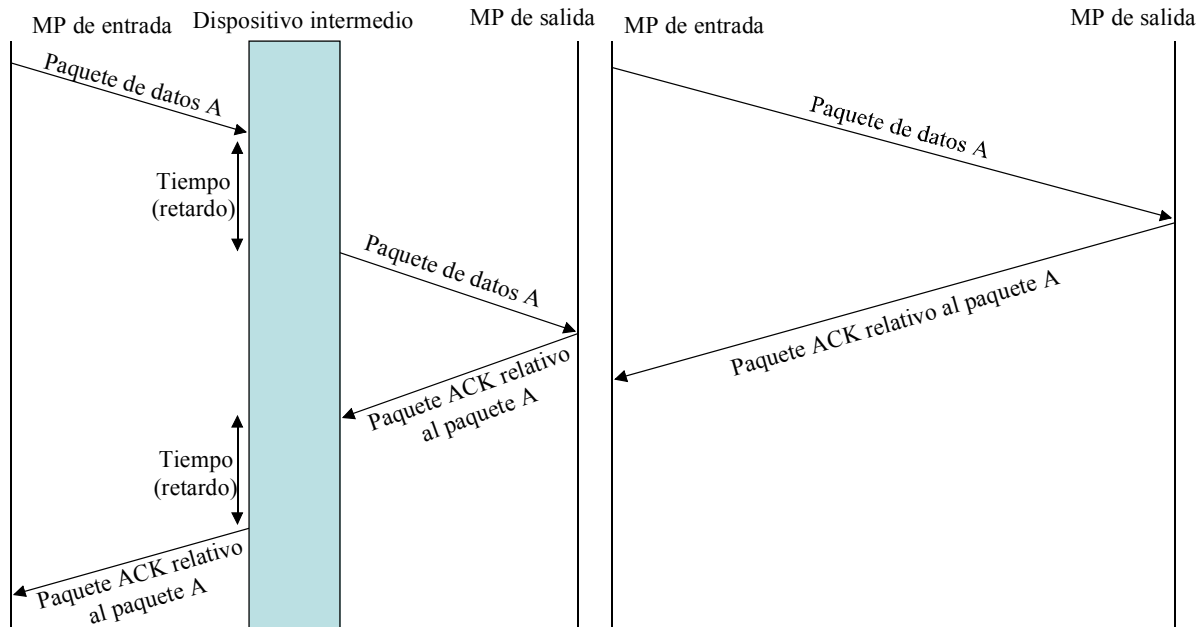 MP de entrada
Dispositivo intermedio
MP de salida
Paquete de datos A
Tiempo
(retardo)
Paquete de datos A
Paquete ACK relativo
al paquete A
Tiempo
(retardo)
Paquete ACK relativo
al paquete A
MP de entrada
MP de salida
Paquete de datos A
Paquete ACK relativo al paquete A